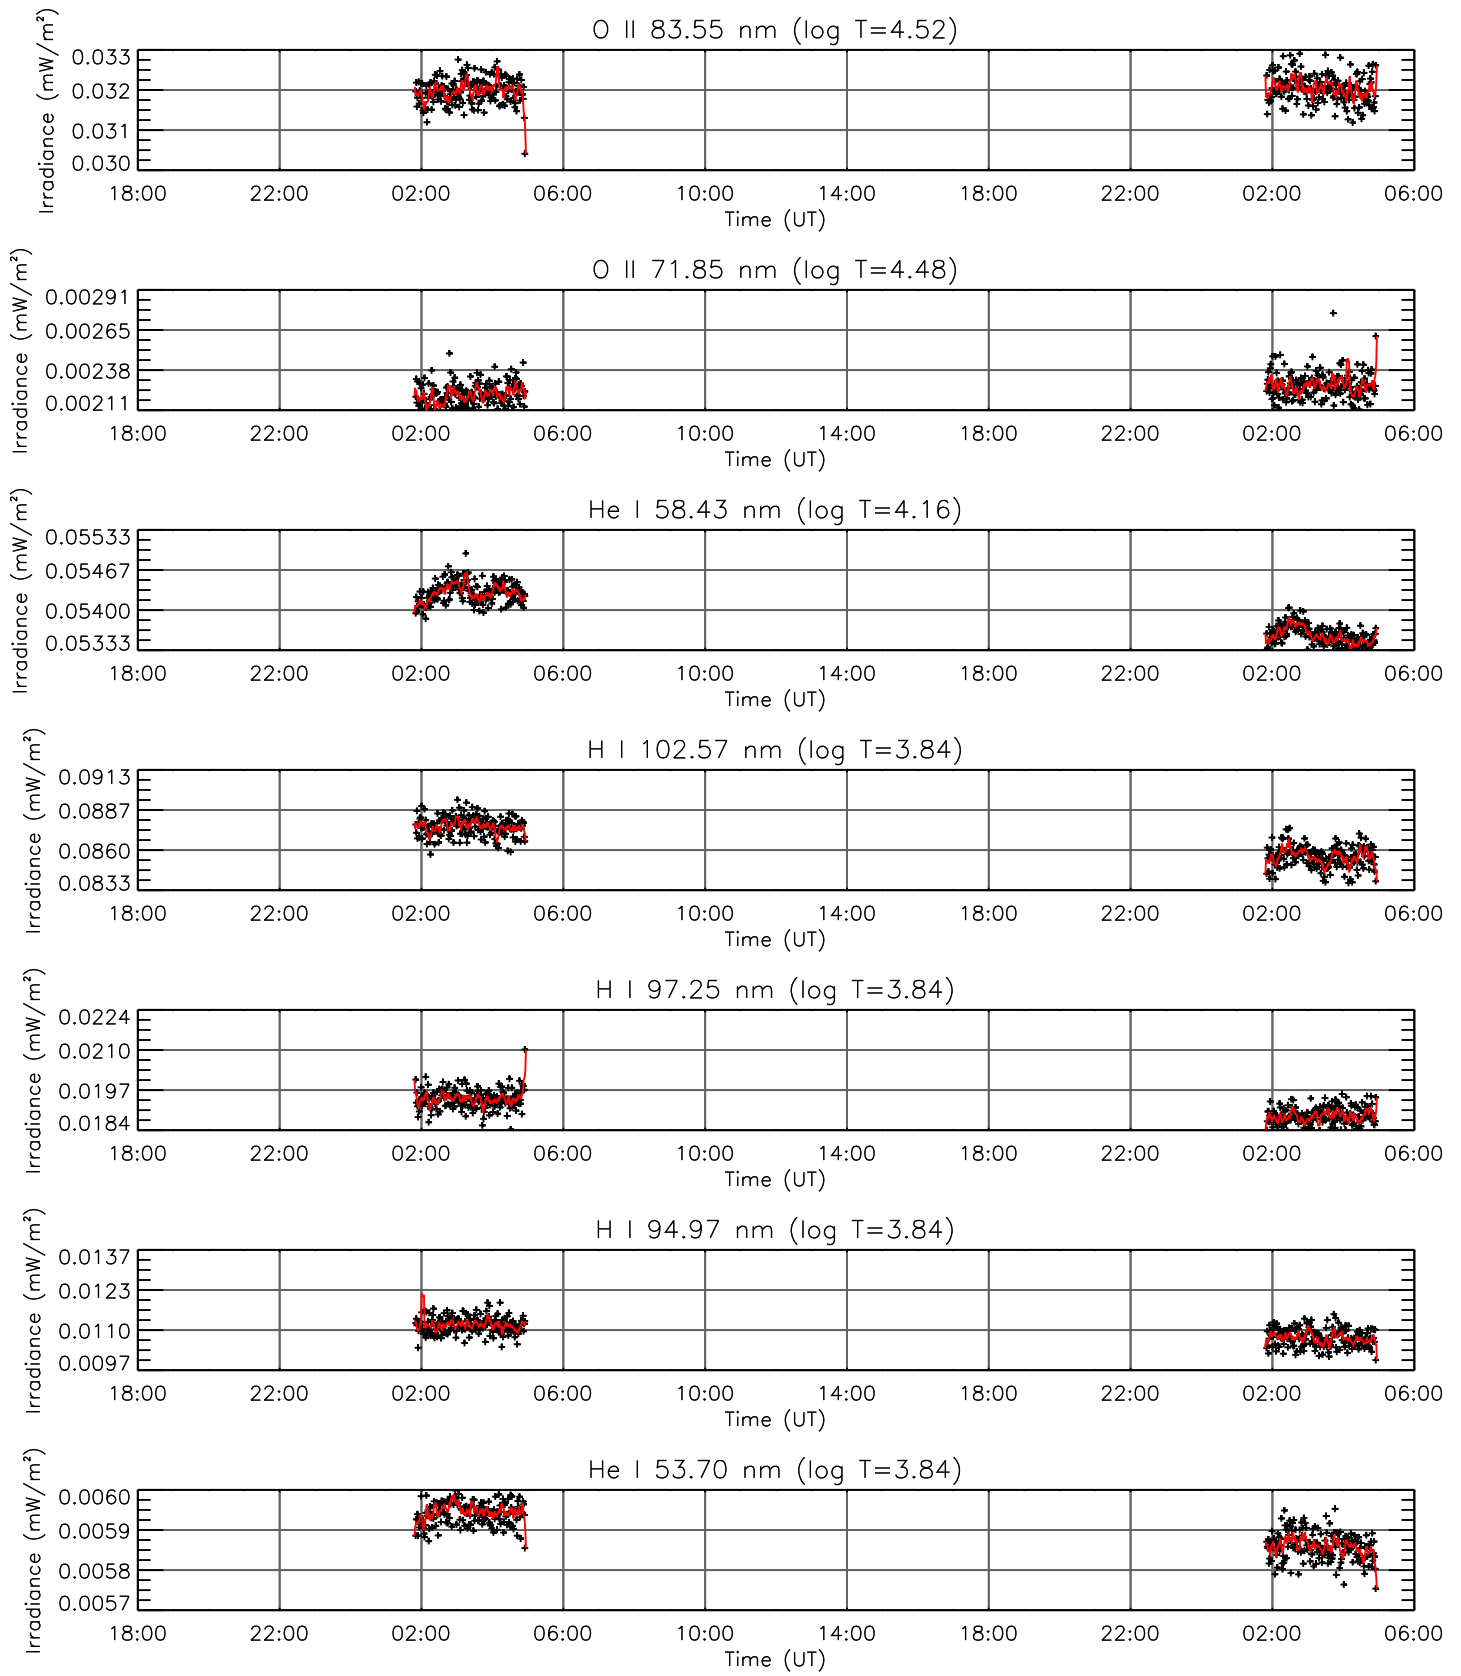 O II 83.55 nm (log T=4.52)
Irradiance (mW/m²)
0.033
0.032
0.031
0.030
18:00 22:00 02:00 06:00 10:00 14:00 18:00 22:00 02:00 06:00
Time (UT)
O II 71.85 nm (log T=4.48)
Irradiance (mW/m²)
0.00291
0.00265
0.00238
0.00211
18:00 22:00 02:00 06:00 10:00 14:00 18:00 22:00 02:00 06:00
Time (UT)
He I 58.43 nm (log T=4.16)
Irradiance (mW/m²)
0.05533
0.05467
0.05400
0.05333
18:00 22:00 02:00 06:00 10:00 14:00 18:00 22:00 02:00 06:00
Time (UT)
H I 102.57 nm (log T=3.84)
Irradiance (mW/m²)
0.0913
0.0887
0.0860
0.0833
18:00 22:00 02:00 06:00 10:00 14:00 18:00 22:00 02:00 06:00
Time (UT)
H I 97.25 nm (log T=3.84)
Irradiance (mW/m²)
0.0224
0.0210
0.0197
0.0184
18:00 22:00 02:00 06:00 10:00 14:00 18:00 22:00 02:00 06:00
Time (UT)
H I 94.97 nm (log T=3.84)
Irradiance (mW/m²)
0.0137
0.0123
0.0110
0.0097
18:00 22:00 02:00 06:00 10:00 14:00 18:00 22:00 02:00 06:00
Time (UT)
He I 53.70 nm (log T=3.84)
Irradiance (mW/m²)
0.0060
0.0059
0.0058
0.0057
18:00 22:00 02:00 06:00 10:00 14:00 18:00 22:00 02:00 06:00
Time (UT)